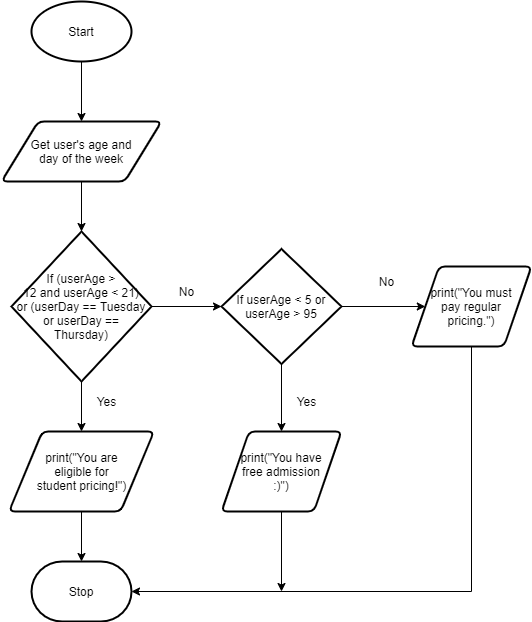 Start
Get user's age and
day of the week
If (userAge >
12 and userAge < 21)
or (userDay == Tuesday
or userDay ==
Thursday)
No
If userAge < 5 or
userAge > 95
No
print("You must
pay regular
pricing.")
Yes
Yes
print("You are
eligible for
student pricing!")
print("You have
free admission
:)")
Stop